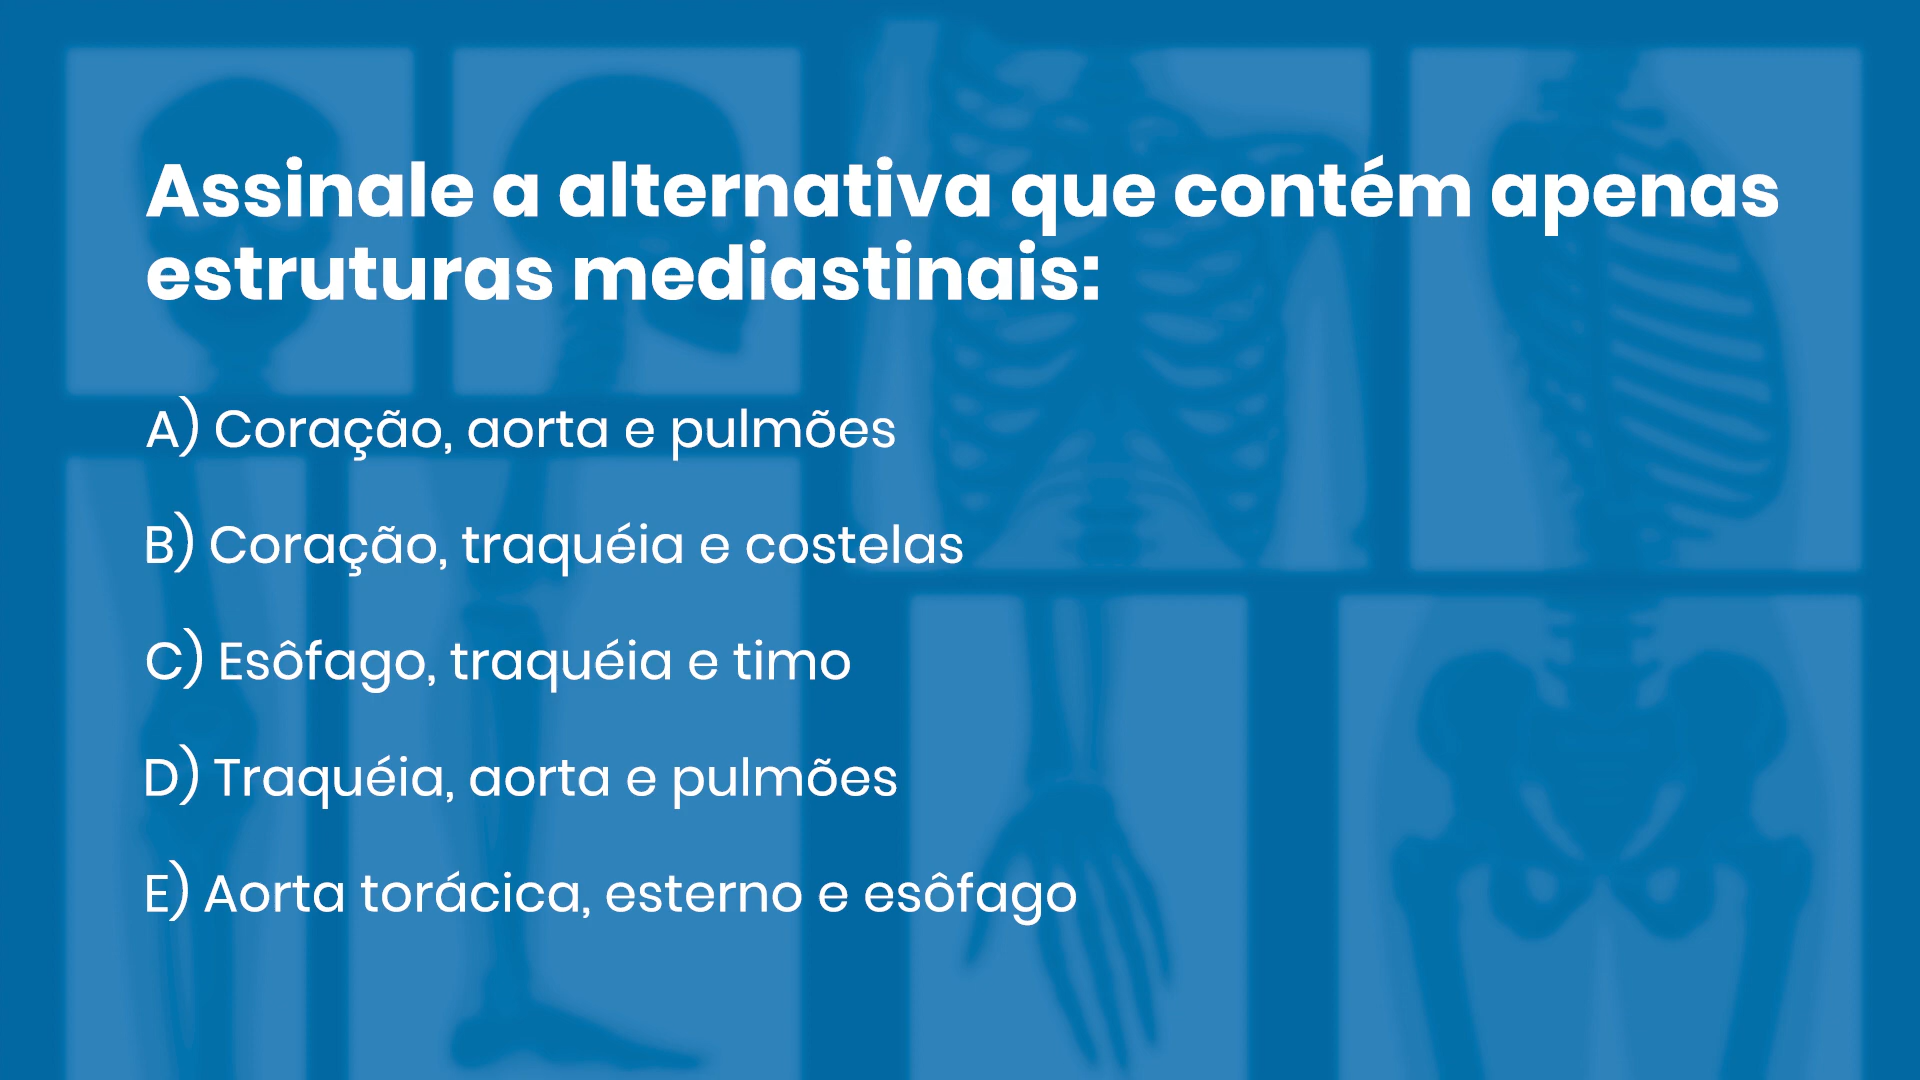 Assinale a alternativa que contém apenas
estruturas mediastinais:
A) Coração, aorta e pulmões
B) Coração, traquéia e costelas
C) Esôfago, traquéia e timo
D) Traquéia, aorta e pulmões
E) Aorta torácica, esterno e esôfago